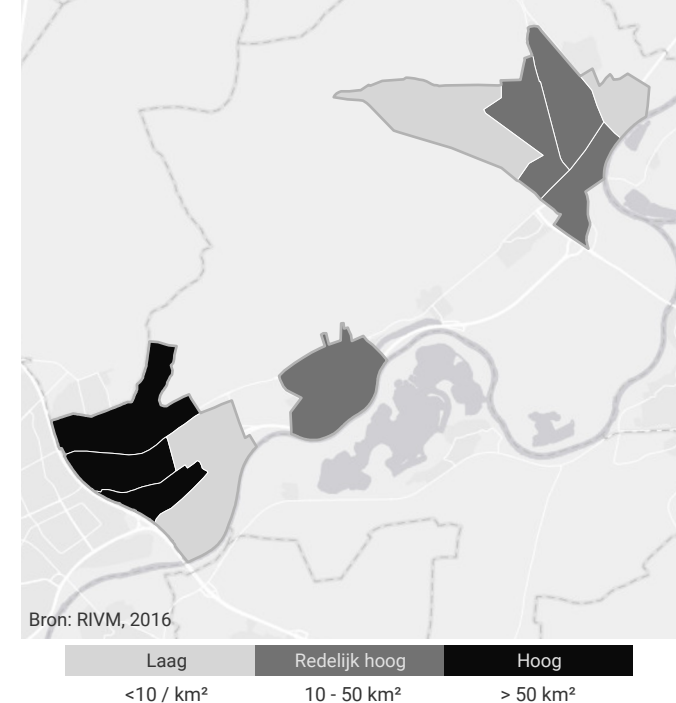 Bron: RIVM, 2016
Laag Redelijk hoog Hoog
<10 / km² 10 - 50 km² > 50 km²